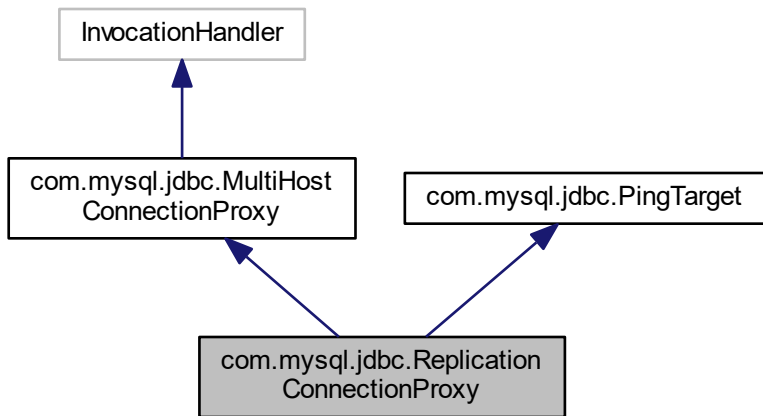 InvocationHandler
com.mysql.jdbc.MultiHost
ConnectionProxy
com.mysql.jdbc.PingTarget
com.mysql.jdbc.Replication
ConnectionProxy